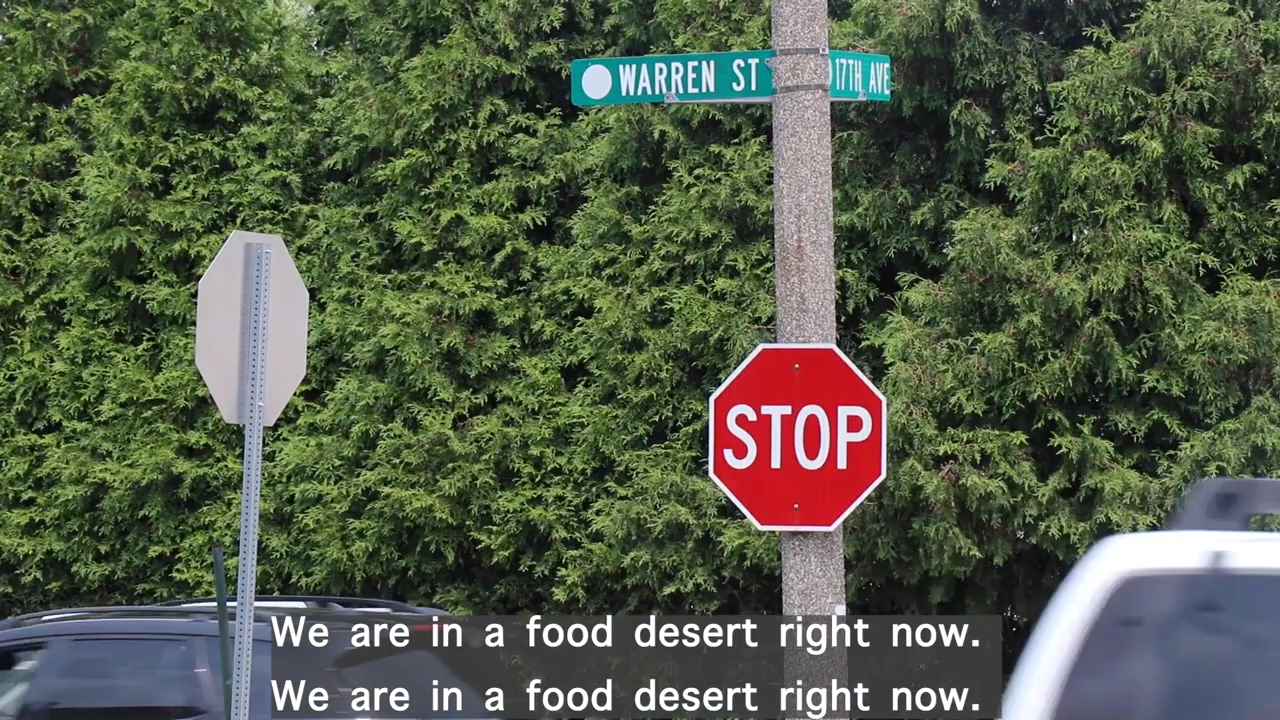 WARREN ST
17TH AVE
STOP
We are in a food desert right now.
We are in a food desert right now.